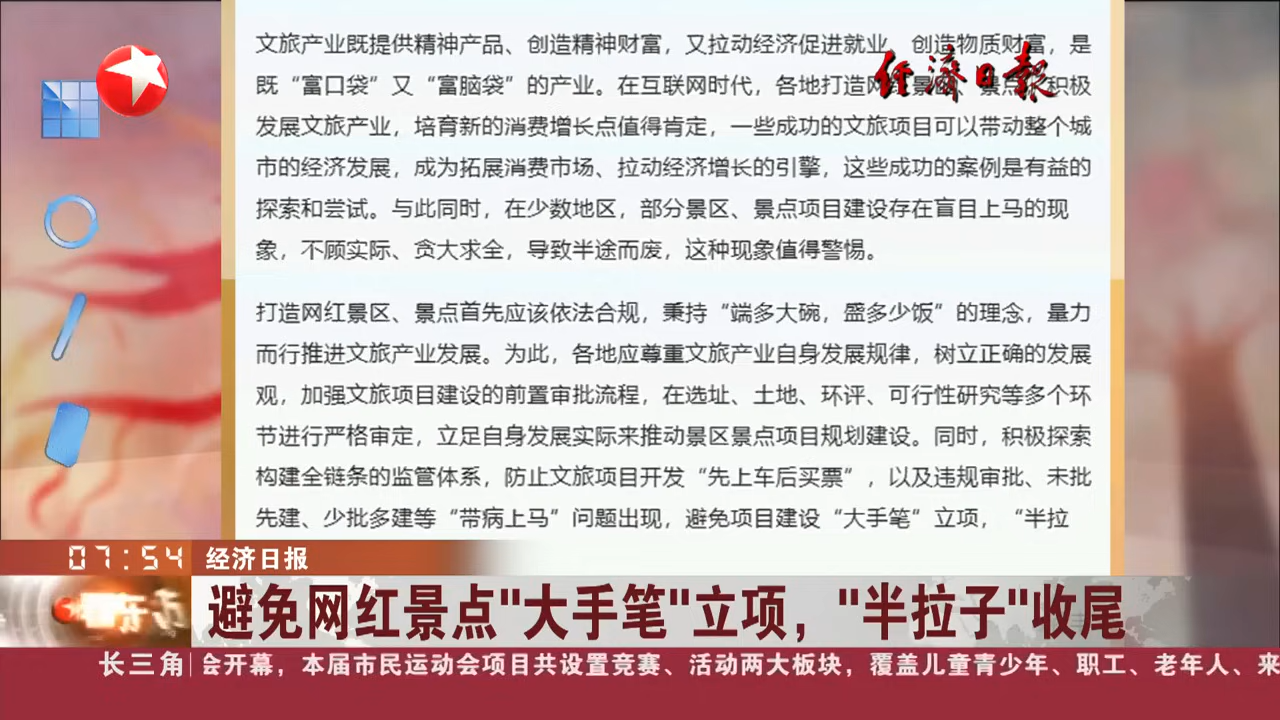 文旅产业既提供精神产品、创造精神财富，又拉动经济促进就业、创造物质财富，是
既“富口袋”又“富脑袋”的产业。在互联网时代，各地打造网红景区、景点，积极
经济日报
发展文旅产业，培育新的消费增长点值得肯定，一些成功的文旅项目可以带动整个城
市的经济发展，成为拓展消费市场、拉动经济增长的引擎，这些成功的案例是有益的
探索和尝试。与此同时，在少数地区，部分景区、景点项目建设存在盲目上马的现
象，不顾实际、贪大求全，导致半途而废，这种现象值得警惕。
打造网红景区、景点首先应该依法合规，秉持“端多大碗，盛多少饭”的理念，量力
而行推进文旅产业发展。为此，各地应尊重文旅产业自身发展规律，树立正确的发展
观，加强文旅项目建设的前置审批流程，在选址、土地、环评、可行性研究等多个环
节进行严格审定，立足自身发展实际来推动景区景点项目规划建设。同时，积极探索
构建全链条的监管体系，防止文旅项目开发“先上车后买票”，以及违规审批、未批
先建、少批多建等“带病上马”问题出现，避免项目建设“大手笔”立项，“半拉
07:54 经济日报
避免网红景点"大手笔"立项，"半拉子"收尾
长三角 会开幕，本届市民运动会项目共设置竞赛、活动两大板块，覆盖儿童青少年、职工、老年人、来